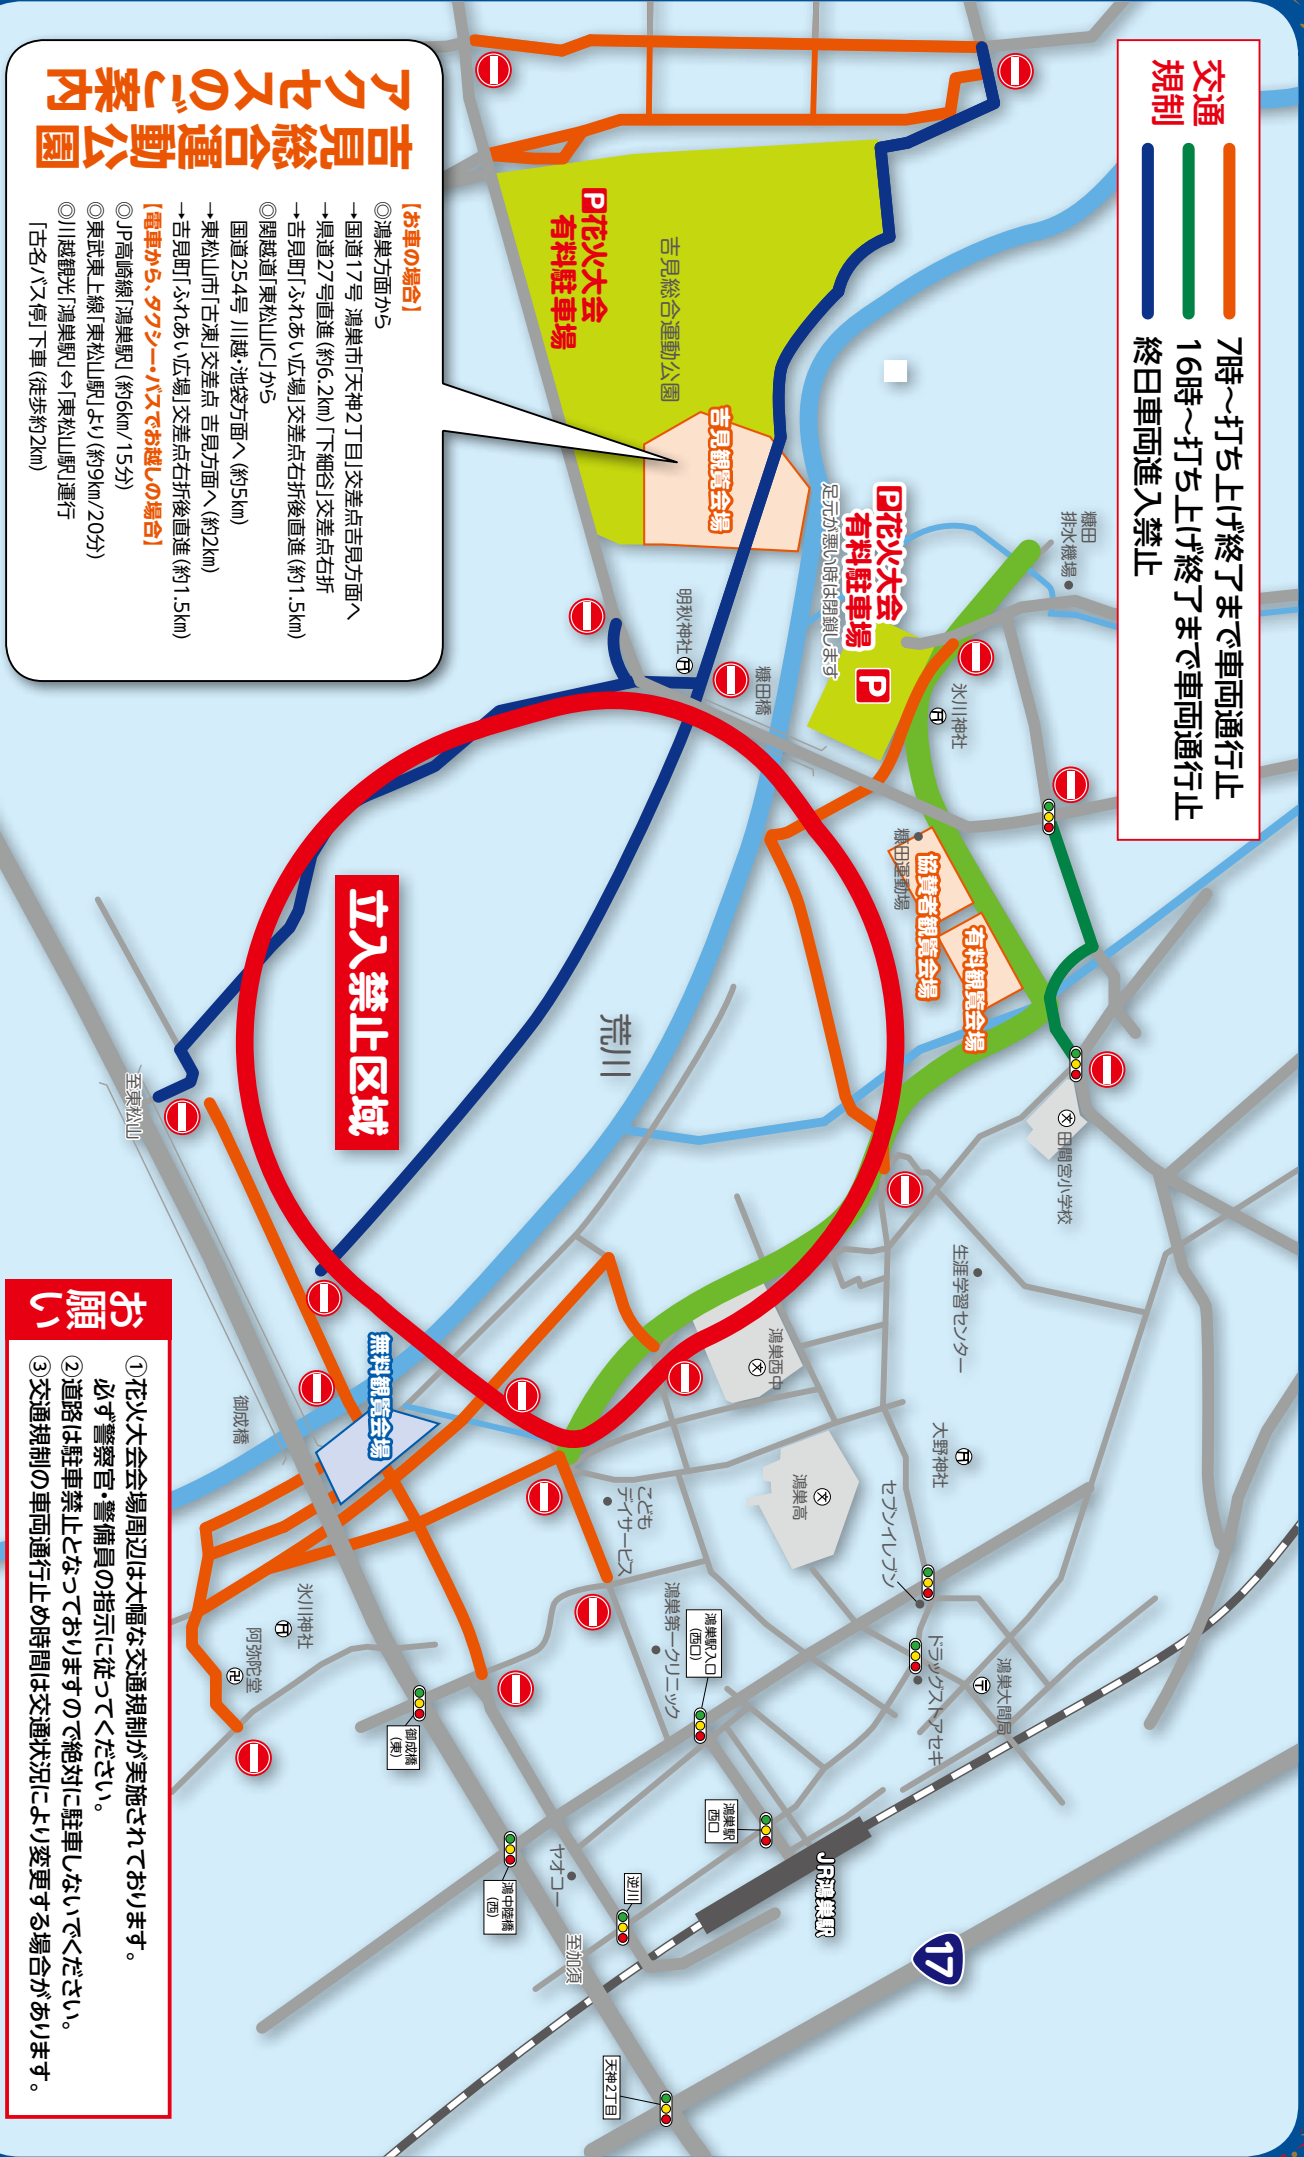 交通
規制
7時～打ち上げ終了まで車両通行止
16時～打ち上げ終了まで車両通行止
終日車両進入禁止
吉見総合運動公園
アクセスのご案内
【お車の場合】
◎鴻巣方面から
→国道17号 鴻巣市「天神2丁目」交差点吉見方面へ
→県道27号直進(約6.2km)「下細谷」交差点右折
→吉見町「ふれあい広場」交差点右折後直進(約1.5km)
◎関越道「東松山IC」から
国道254号 川越・池袋方面へ(約5km)
→東松山市「古凍」交差点 吉見方面へ(約2km)
→吉見町「ふれあい広場」交差点右折後直進(約1.5km)
【電車から、タクシー・バスでお越しの場合】
◎JP高崎線「鴻巣駅」(約6km/15分)
◎東武東上線「東松山駅」より(約9km/20分)
◎川越観光「鴻巣駅」⇔「東松山駅」運行
「古名バス停」下車(徒歩約2km)
P花火大会
有料駐車場
吉見総合運動公園
吉見観覧会場
P花火大会
有料駐車場
足元が悪い時は閉鎖します
P
糠田
排水機場
氷川神社
明秋神社
糠田橋
糠田運動場
協賛者観覧会場
有料観覧会場
立入禁止区域
荒川
至東松山
田間宮小学校
文
生涯学習センター
大野神社
鴻巣西中
文
鴻巣高
文
セブンイレブン
ドラッグストアセキ
鴻巣大間局
こども
デイサービス
鴻巣第一クリニック
鴻巣駅入口
(西口)
鴻巣駅
西口
JR鴻巣駅
17
無料観覧会場
御成橋
氷川神社
阿弥陀堂
御成橋
(東)
鴻中陸橋
(西)
ヤオコー
逆川
至加須
天神2丁目
お願い
①花火大会会場周辺は大幅な交通規制が実施されております。
必ず警察官・警備員の指示に従ってください。
②道路は駐車禁止となっておりますので絶対に駐車しないでください。
③交通規制の車両通行止め時間は交通状況により変更する場合があります。